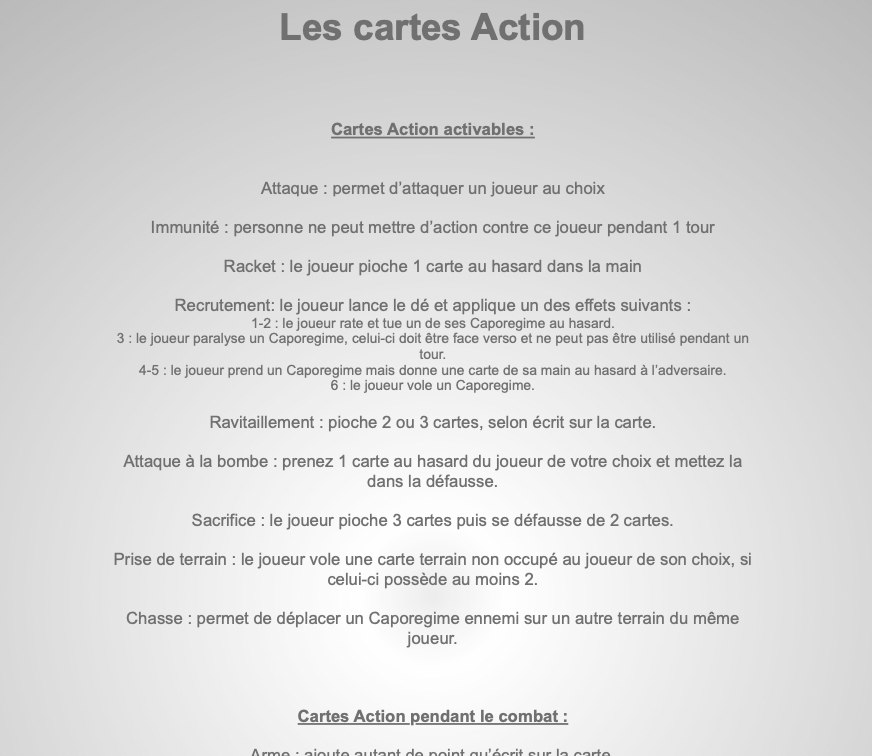 Les cartes Action
Cartes Action activables :
Attaque : permet d’attaquer un joueur au choix
Immunité : personne ne peut mettre d’action contre ce joueur pendant 1 tour
Racket : le joueur pioche 1 carte au hasard dans la main
Recrutement: le joueur lance le dé et applique un des effets suivants :
1-2 : le joueur rate et tue un de ses Caporegime au hasard.
3 : le joueur paralyse un Caporegime, celui-ci doit être face verso et ne peut pas être utilisé pendant un
tour.
4-5 : le joueur prend un Caporegime mais donne une carte de sa main au hasard à l’adversaire.
6 : le joueur vole un Caporegime.
Ravitaillement : pioche 2 ou 3 cartes, selon écrit sur la carte.
Attaque à la bombe : prenez 1 carte au hasard du joueur de votre choix et mettez la
dans la défausse.
Sacrifice : le joueur pioche 3 cartes puis se défausse de 2 cartes.
Prise de terrain : le joueur vole une carte terrain non occupé au joueur de son choix, si
celui-ci possède au moins 2.
Chasse : permet de déplacer un Caporegime ennemi sur un autre terrain du même
joueur.
Cartes Action pendant le combat :
Arme : ajoute autant de point qu’écrit sur la carte